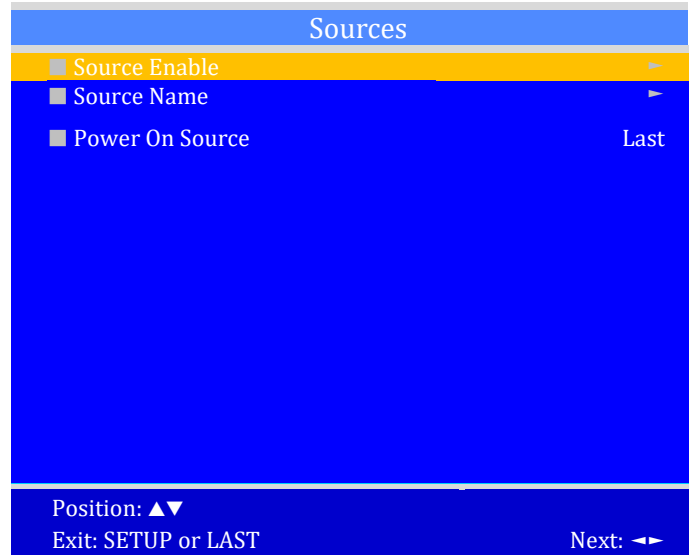 Sources
■ Source Enable ►
■ Source Name ►
■ Power On Source Last
Position: ▲▼
Exit: SETUP or LAST Next: ◄►